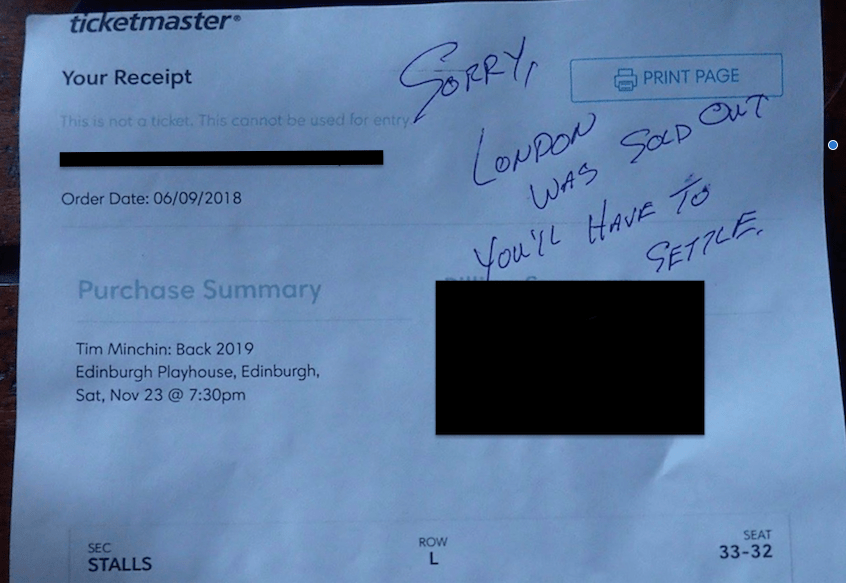 ticketmaster®
Your Receipt
PRINT PAGE
This is not a ticket. This cannot be used for entry.
Order Date: 06/09/2018
SORRY,
LONDON
WAS SOLD OUT
YOU'LL HAVE TO
SETTLE.
Purchase Summary
Tim Minchin: Back 2019
Edinburgh Playhouse, Edinburgh,
Sat, Nov 23 @ 7:30pm
SEC
STALLS
ROW
L
SEAT
33-32